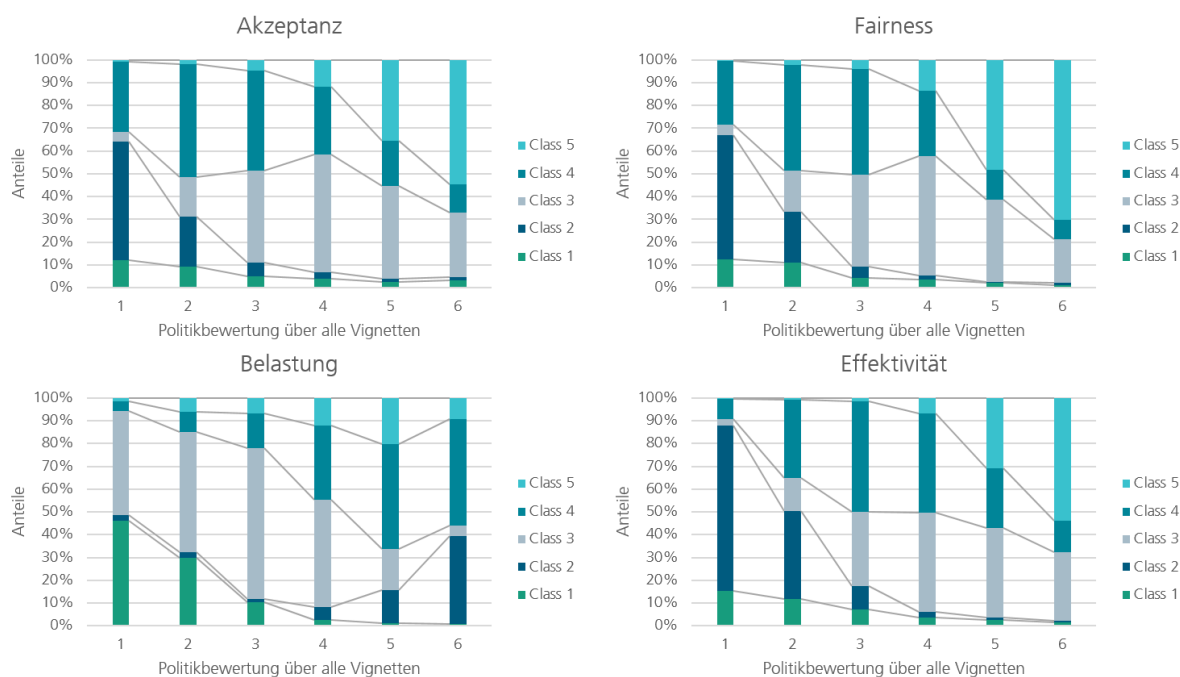 Akzeptanz
100%
90%
80%
70%
60%
50%
40%
30%
20%
10%
0%
Anteile
1 2 3 4 5 6
Politikbewertung über alle Vignetten
Class 5
Class 4
Class 3
Class 2
Class 1
Fairness
100%
90%
80%
70%
60%
50%
40%
30%
20%
10%
0%
Anteile
1 2 3 4 5 6
Politikbewertung über alle Vignetten
Class 5
Class 4
Class 3
Class 2
Class 1
Belastung
100%
90%
80%
70%
60%
50%
40%
30%
20%
10%
0%
Anteile
1 2 3 4 5 6
Politikbewertung über alle Vignetten
Class 5
Class 4
Class 3
Class 2
Class 1
Effektivität
100%
90%
80%
70%
60%
50%
40%
30%
20%
10%
0%
Anteile
1 2 3 4 5 6
Politikbewertung über alle Vignetten
Class 5
Class 4
Class 3
Class 2
Class 1